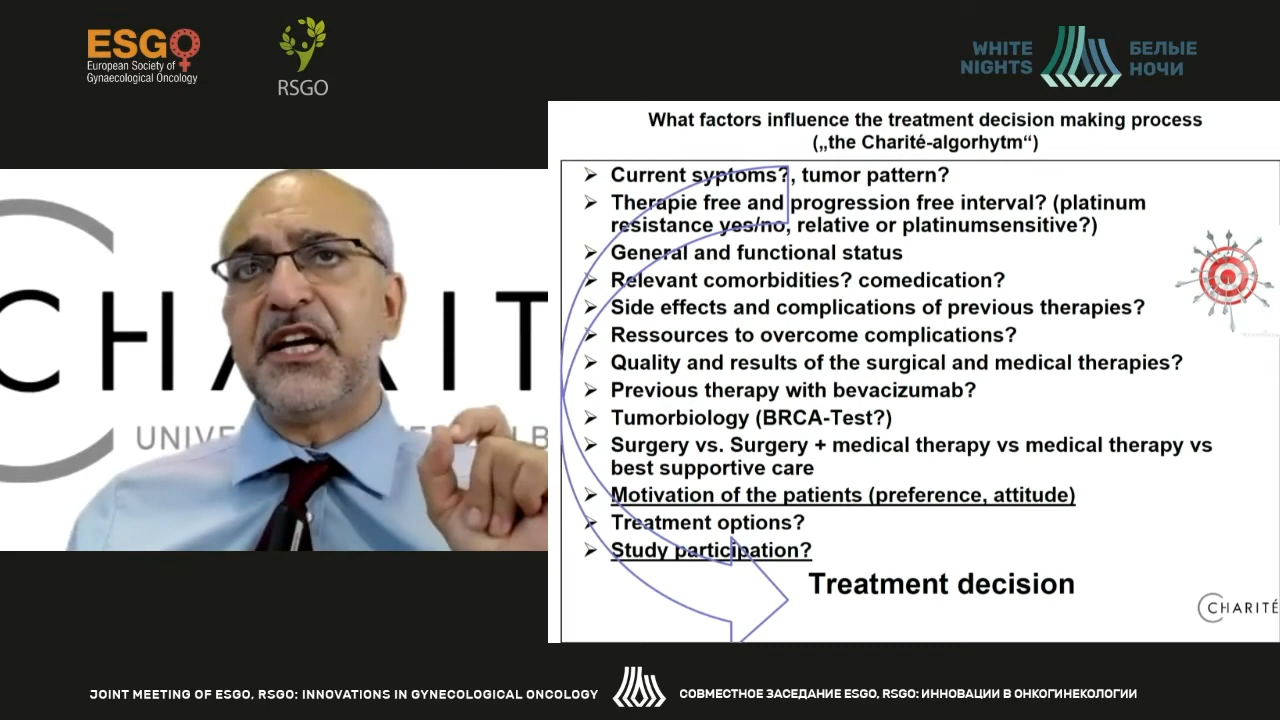 ESGO
European Society of
Gynaecological Oncology
RSGO
WHITE
NIGHTS
БЕЛЫЕ
НОЧИ
What factors influence the treatment decision making process
(„the Charité-algorhytm“)
Current syptoms?, tumor pattern?
Therapie free and progression free interval? (platinum
resistance yes/no, relative or platinumsensitive?)
General and functional status
Relevant comorbidities? comedication?
Side effects and complications of previous therapies?
Ressources to overcome complications?
Quality and results of the surgical and medical therapies?
Previous therapy with bevacizumab?
Tumorbiology (BRCA-Test?)
Surgery vs. Surgery + medical therapy vs medical therapy vs
best supportive care
Motivation of the patients (preference, attitude)
Treatment options?
Study participation?
Treatment decision
CHARITÉ
CHA IT
UNIVE
JOINT MEETING OF ESGO, RSGO: INNOVATIONS IN GYNECOLOGICAL ONCOLOGY
СОВМЕСТНОЕ ЗАСЕДАНИЕ ESGO, RSGO: ИННОВАЦИИ В ОНКОГИНЕКОЛОГИИ